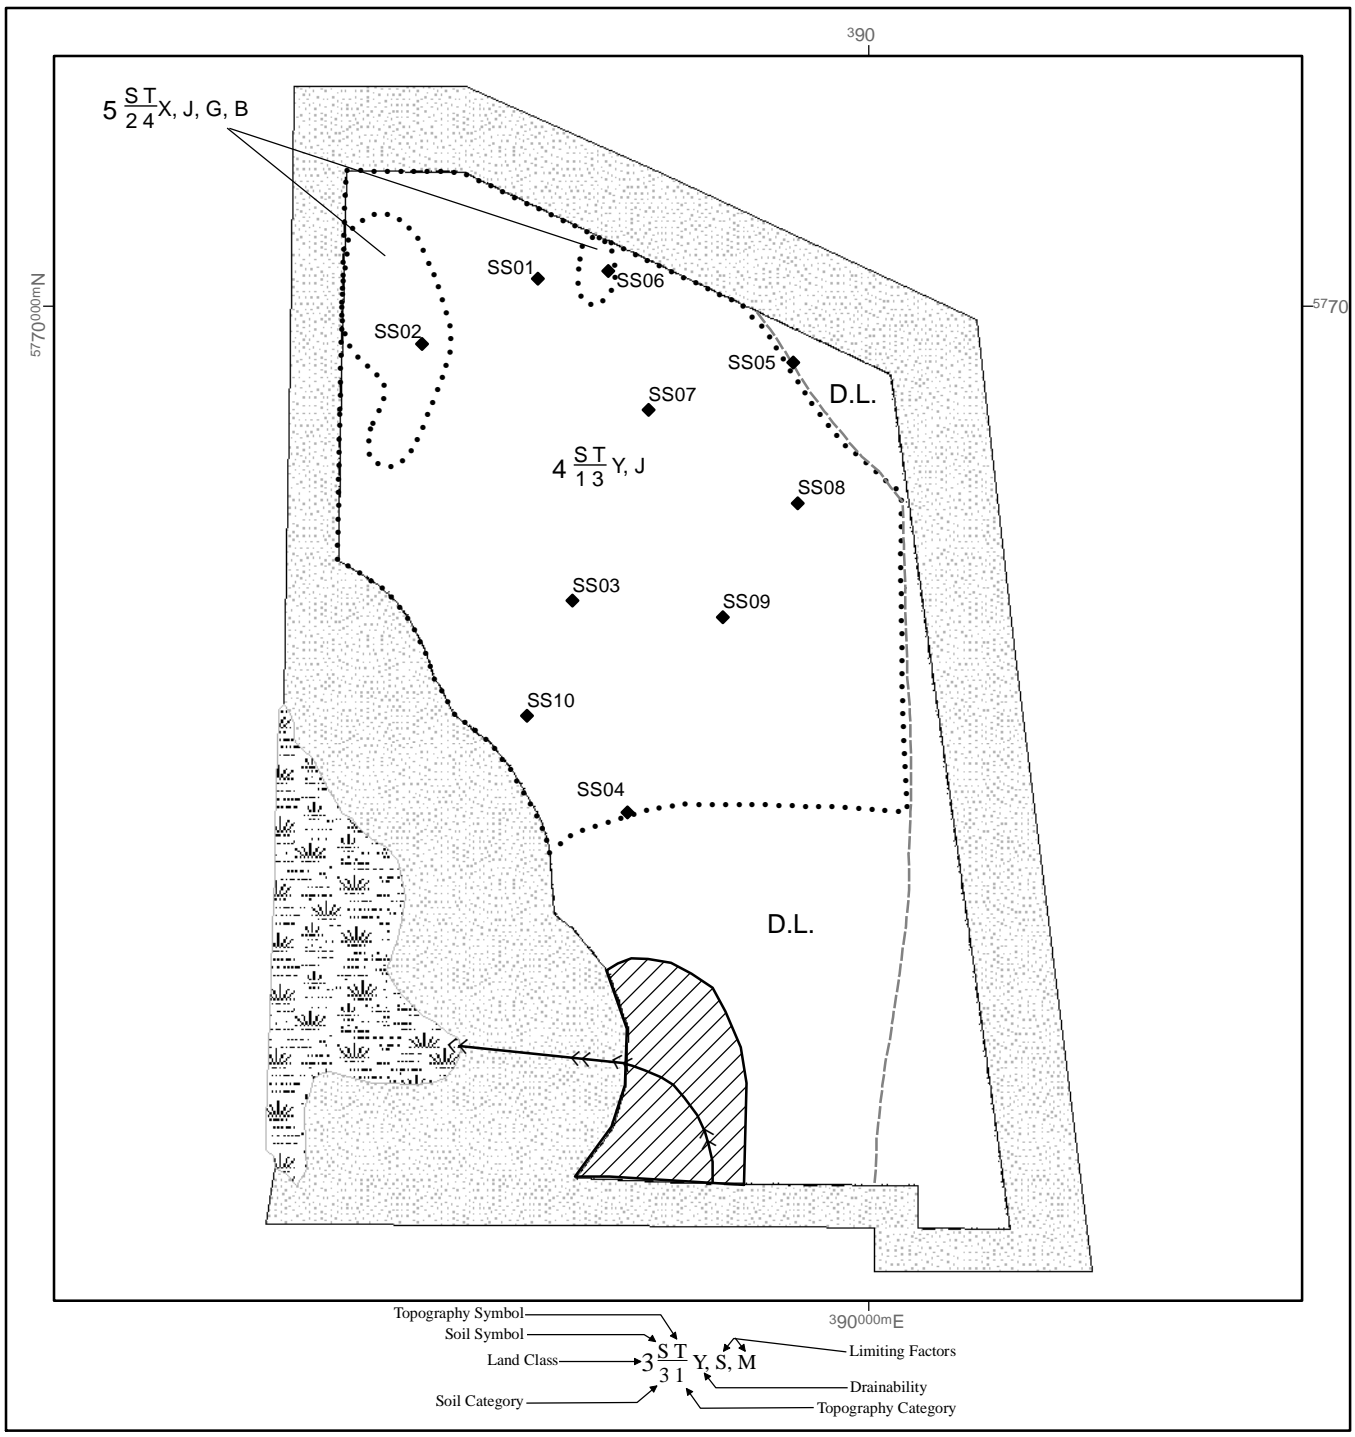 390
5 S T X, J, G, B
2 4
SS01
SS06
5770000mN
5770
SS02
SS05
D.L.
SS07
4 S T Y, J
1 3
SS08
SS03
SS09
SS10
SS04
D.L.
390000mE
Topography Symbol
Soil Symbol
Land Class
3 S T Y, S, M
3 1
Limiting Factors
Drainability
Soil Category
Topography Category